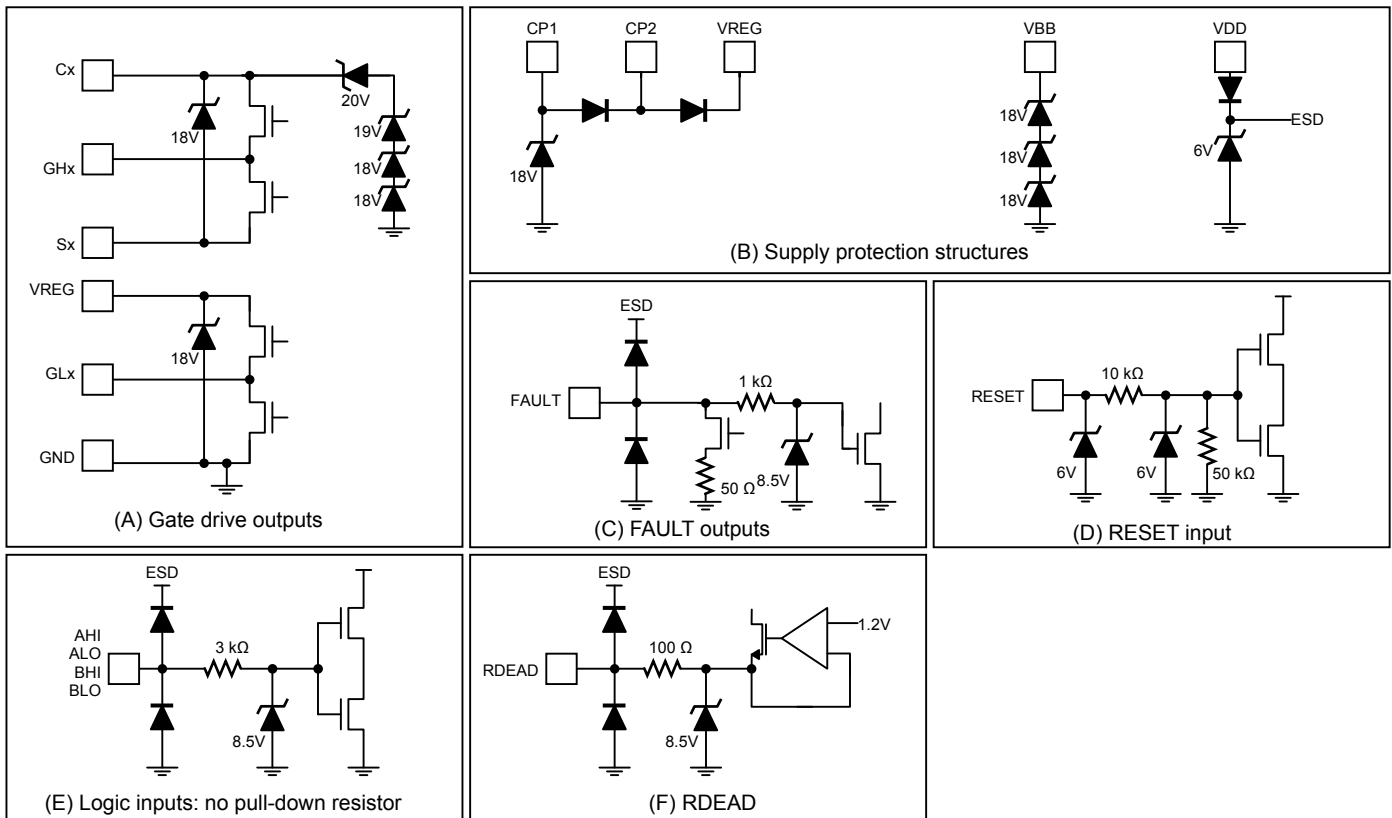 Cx
20V
18V
19V
GHx
18V
18V
Sx
VREG
18V
GLx
GND
(A) Gate drive outputs
CP1
CP2
VREG
VBB
VDD
18V
ESD
18V
6V
18V
18V
(B) Supply protection structures
ESD
1 kΩ
FAULT
50 Ω
8.5V
(C) FAULT outputs
10 kΩ
RESET
6V
6V
50 kΩ
(D) RESET input
ESD
AHI
ALO
BHI
BLO
3 kΩ
8.5V
(E) Logic inputs: no pull-down resistor
ESD
1.2V
100 Ω
RDEAD
8.5V
(F) RDEAD